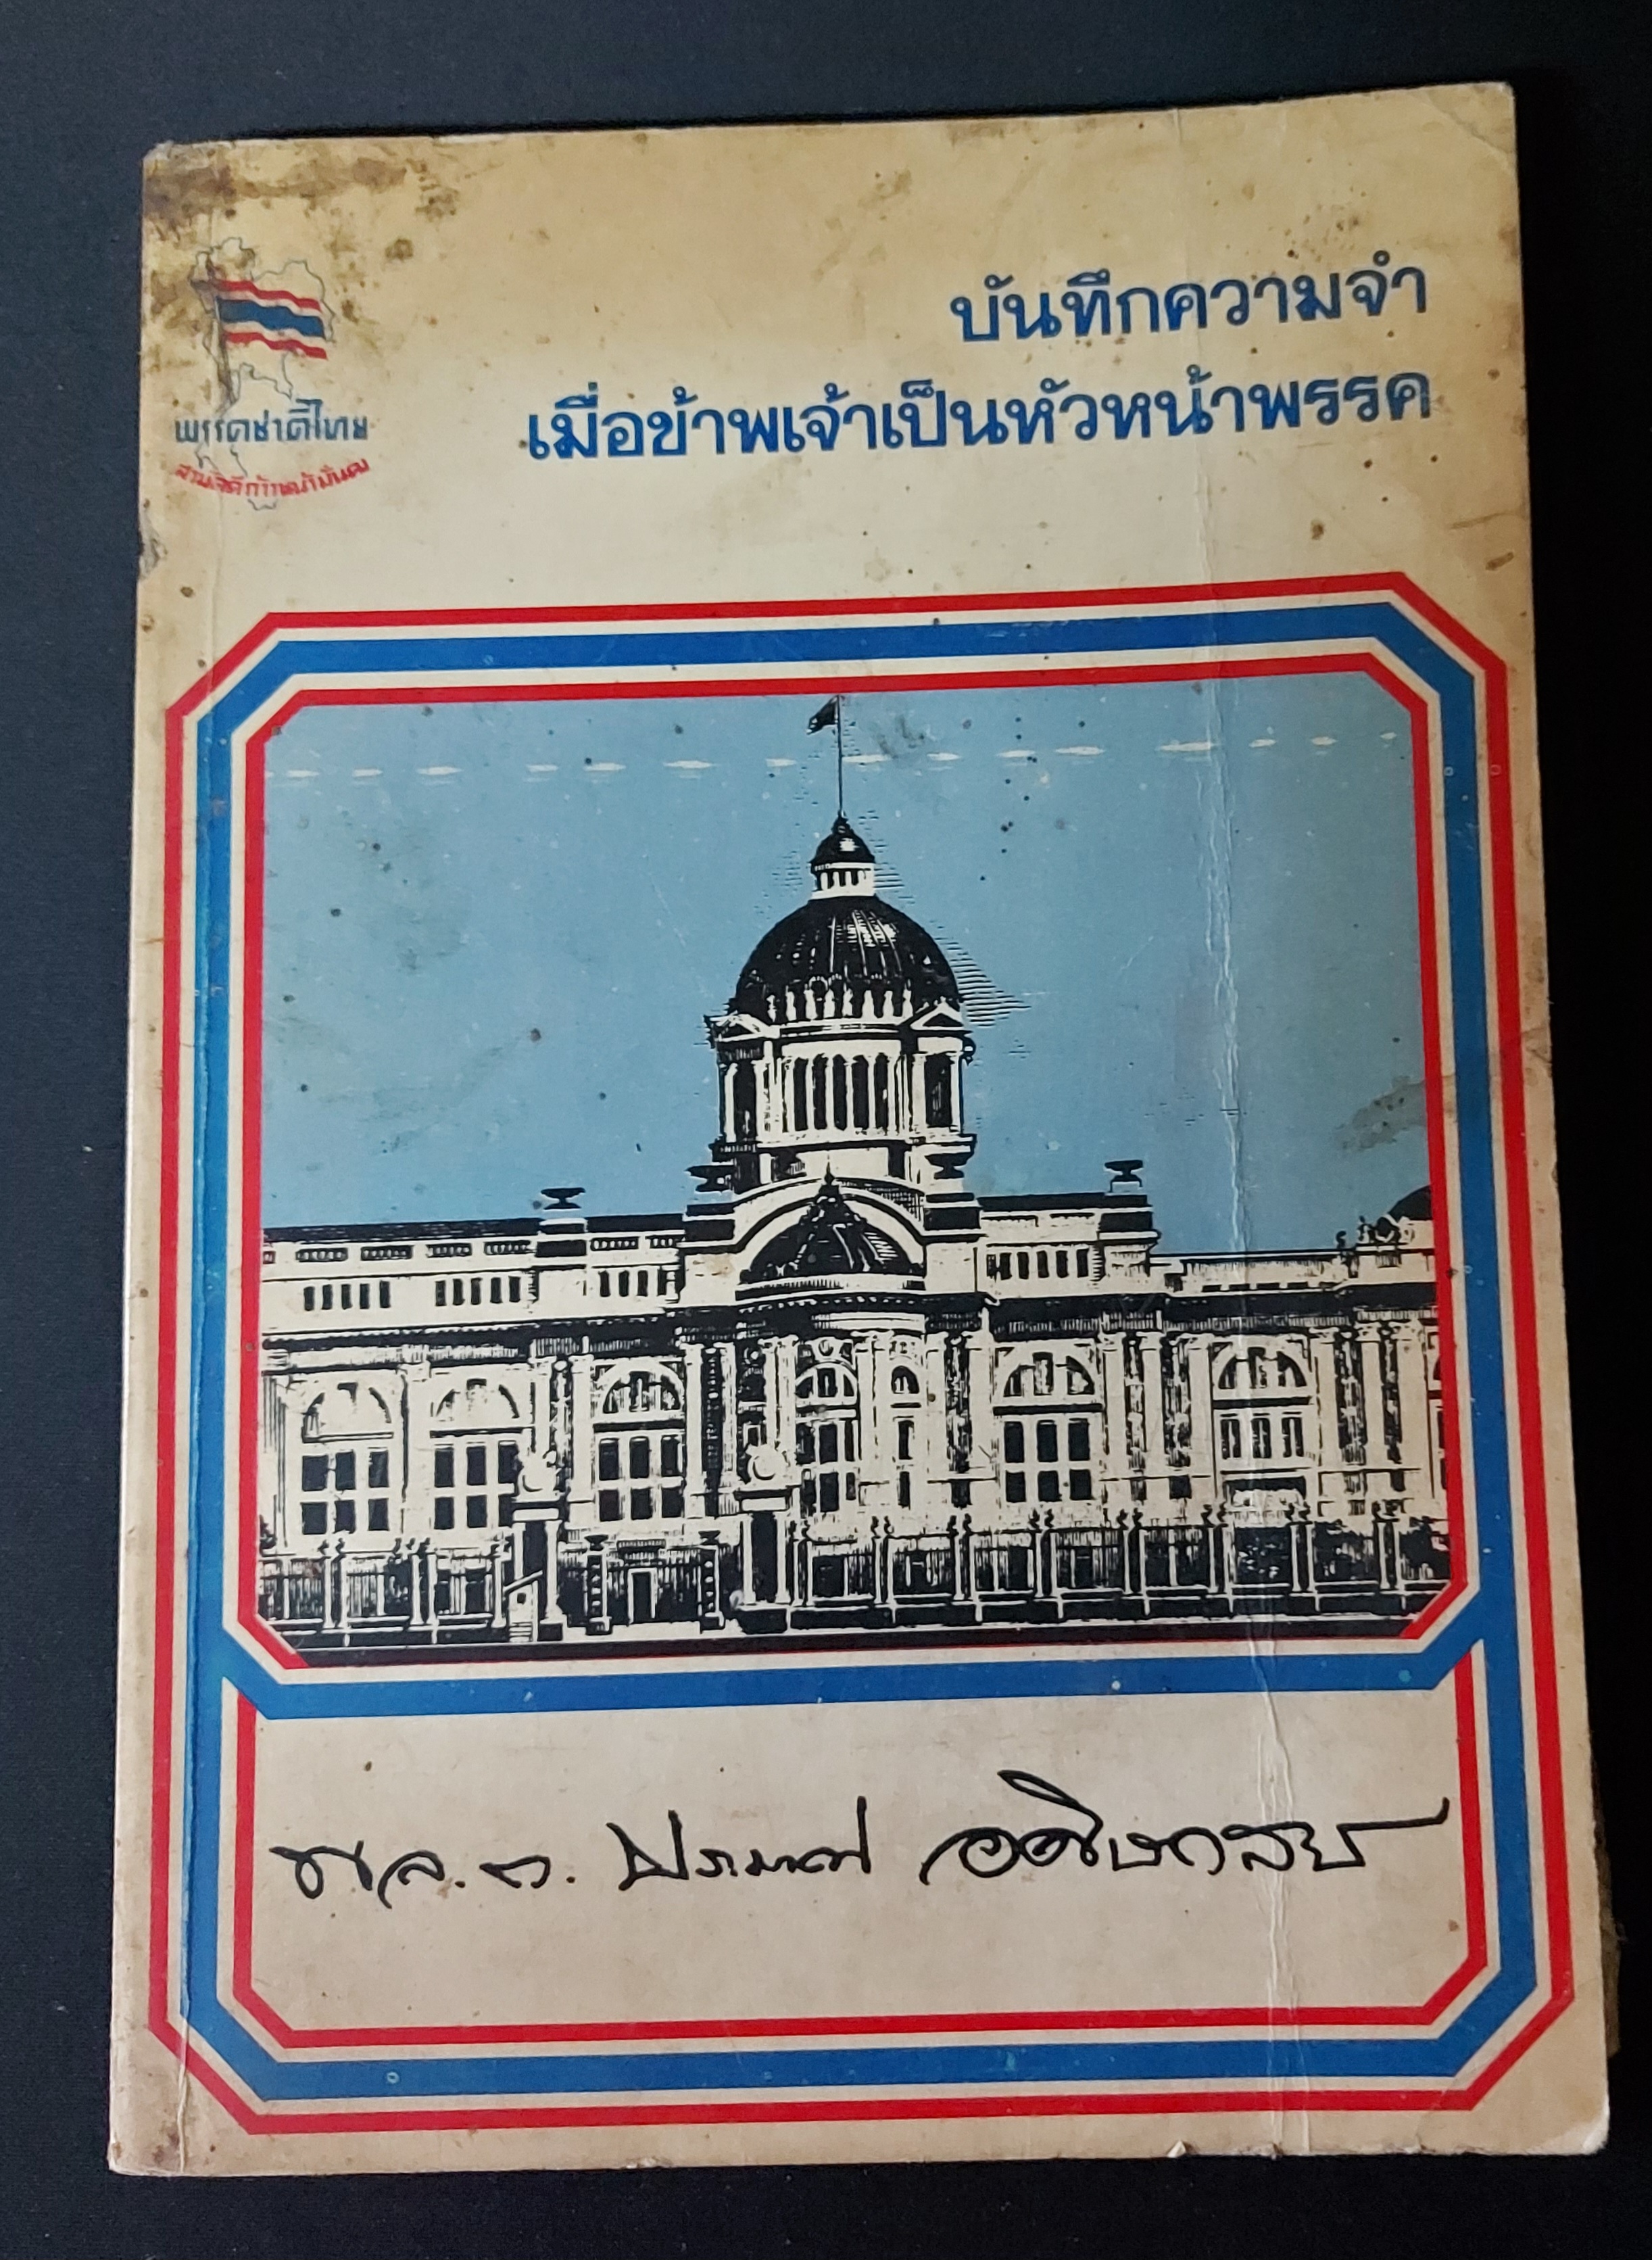 บันทึกความจำ
เมื่อข้าพเจ้าเป็นหัวหน้าพรรค
พรรคชาติไทย
พล.ต. ประมาณ อดิเรกสาร